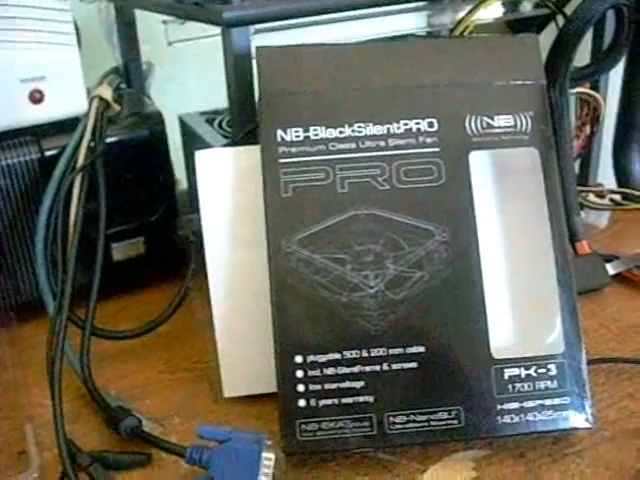 NB-BlackSilentPRO
Premium Class Ultra Silent Fan
NB
PRO
pluggable 500 & 200 mm cable
incl. NB-SilentFrame & screws
low startvoltage
6 years warranty
PK-3
1700 RPM
140x140x25mm